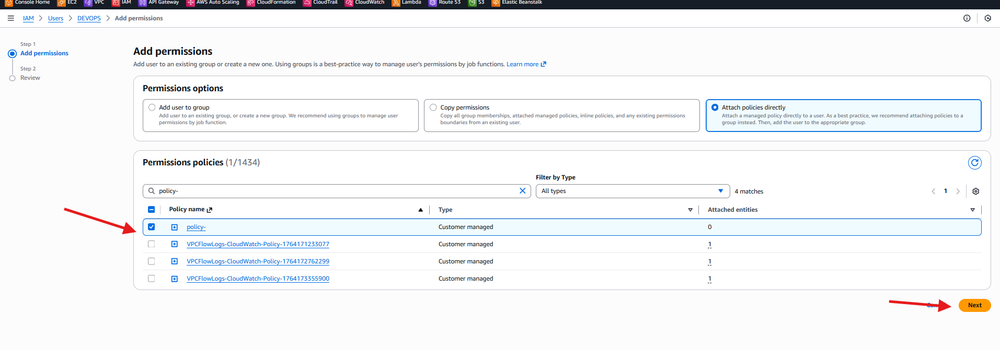 Console Home EC2 VPC IAM API Gateway AWS Auto Scaling CloudFormation CloudTrail CloudWatch Lambda Route 53 S3 Elastic Beanstalk
IAM Users DEVOPS Add permissions
Step 1
Add permissions
Step 2
Review
Add permissions
Add user to an existing group or create a new one. Using groups is a best-practice way to manage user's permissions by job functions. Learn more
Permissions options
Add user to group
Add user to an existing group, or create a new group. We recommend using groups to manage user
permissions by job function.
Copy permissions
Copy all group memberships, attached managed policies, inline policies, and any existing permissions
boundaries from an existing user.
Attach policies directly
Attach a managed policy directly to a user. As a best practice, we recommend attaching policies to a
group instead. Then, add the user to the appropriate group.
Permissions policies (1/1434)
Filter by Type
policy- All types 4 matches 1
Policy name Type Attached entities
policy- Customer managed 0
VPCFlowLogs-CloudWatch-Policy-1764171233077 Customer managed 1
VPCFlowLogs-CloudWatch-Policy-1764172762299 Customer managed 1
VPCFlowLogs-CloudWatch-Policy-1764173355900 Customer managed 1
Next